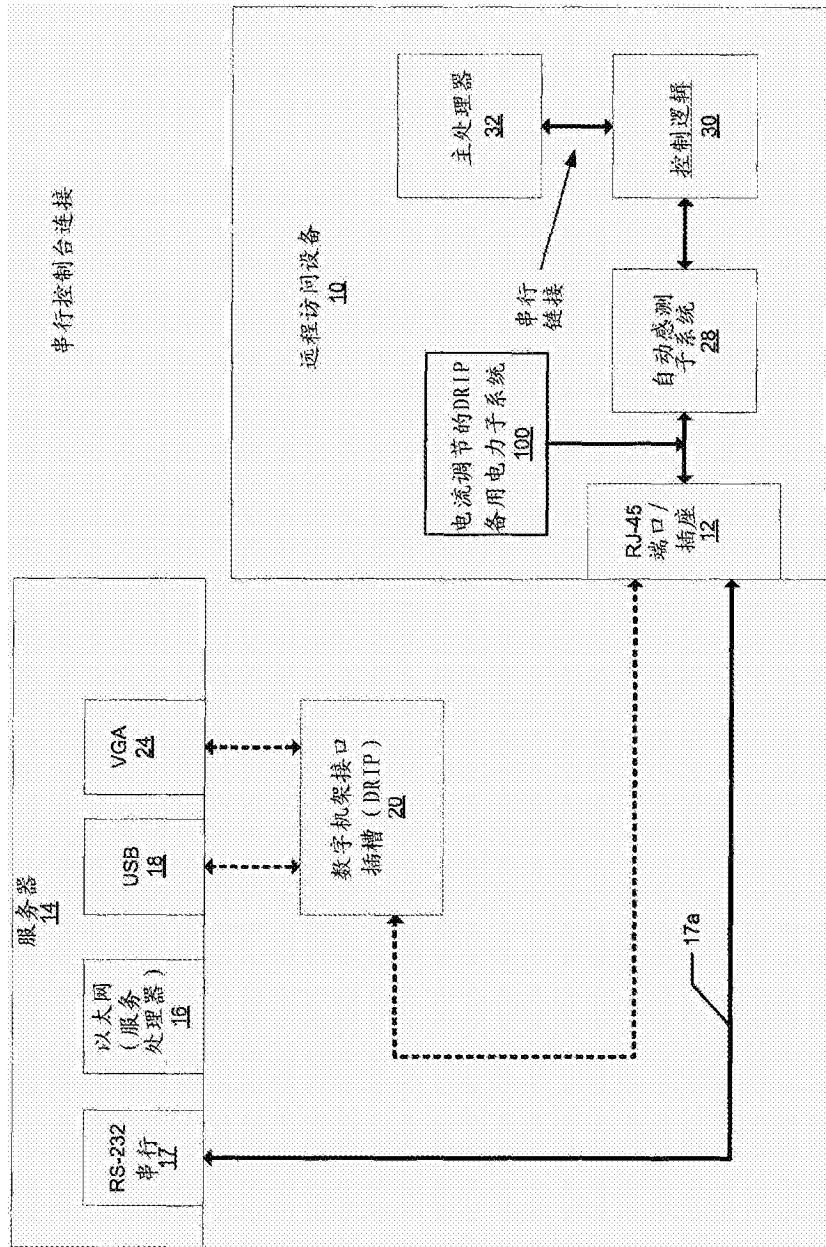 串行控制台连接
服务器
14
RS-232
串行
17
以太网
(服务
处理器)
16
USB
18
VGA
24
数字机架接口
插槽(DRIP)
20
17a
远程访问设备
10
RJ-45
端口/
插座
12
电流调节的DRIP
备用电力子系统
100
自动感测
子系统
28
串行
链接
主处理器
32
控制逻辑
30